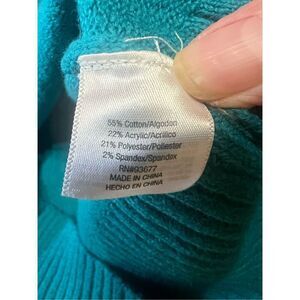 55% Cotton/Algodon
22% Acrylic/Acrilico
21% Polyester/Poliester
2% Spandex/Spandex
RN#93677
MADE IN CHINA
HECHO EN CHINA